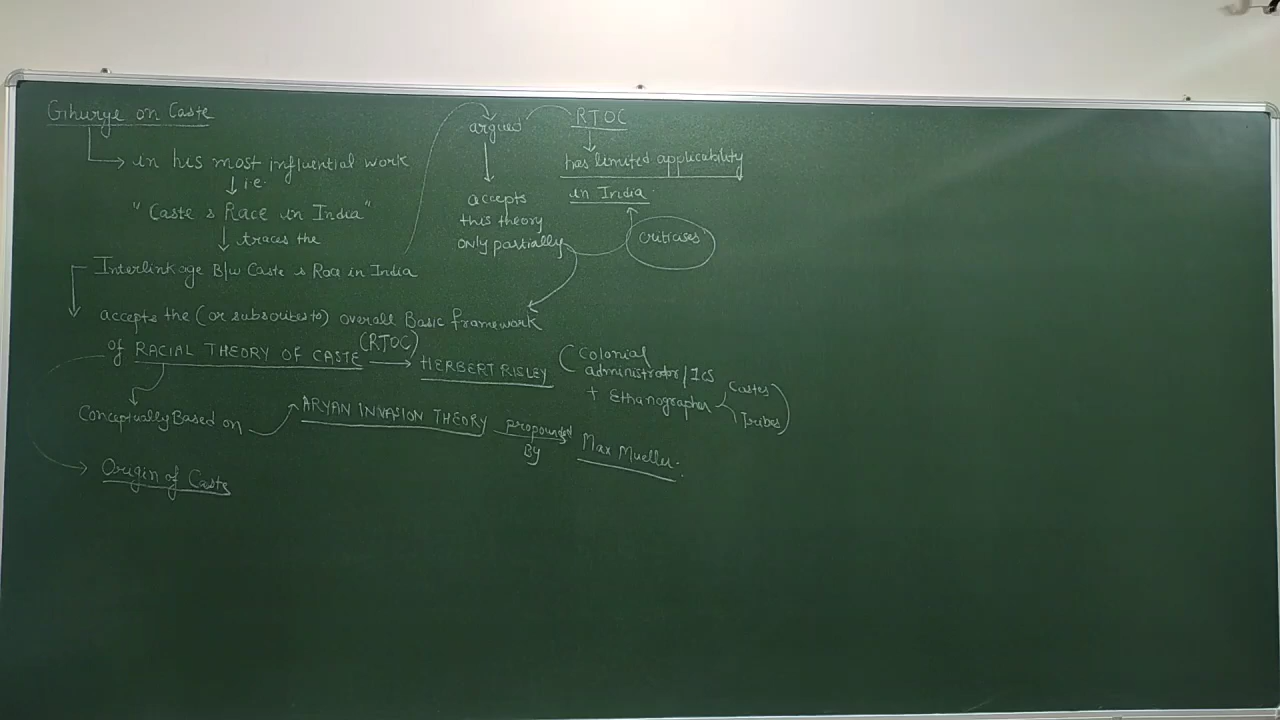 Ghurye on Caste
in his most influential work
i.e.
"Caste & Race in India"
traces the
Interlinkage B/w Caste & Race in India
accepts the (or subscribes to) overall Basic framework
of RACIAL THEORY OF CASTE (RTOC)
HERBERT RISLEY
(Colonial
administrator/ICS
+ Ethanographer
Castes
Tribes)
Conceptually Based on
ARYAN INVASION THEORY
propounded
By
Max Mueller.
Origin of Caste
argued
accepts
this theory
only partially
RTOC
has limited applicability
in India.
criticises